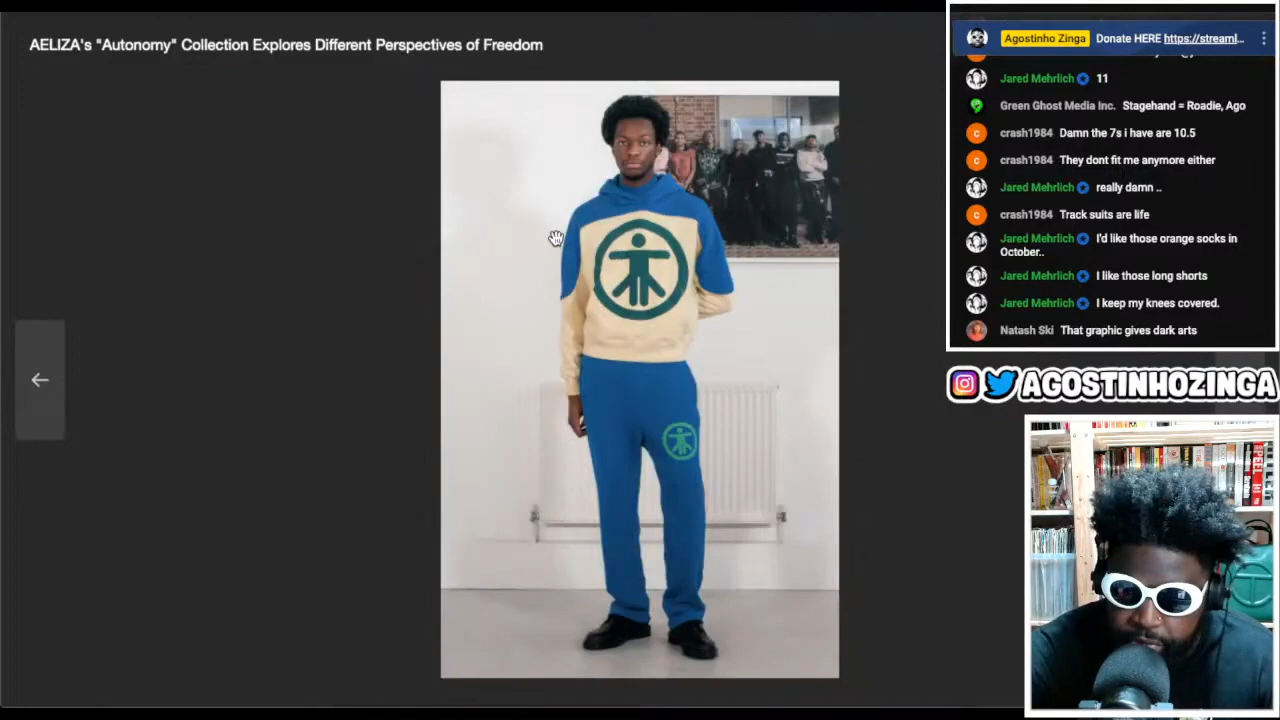 AELIZA's "Autonomy" Collection Explores Different Perspectives of Freedom
Agostinho Zinga Donate HERE https://streaml...
Jared Mehrlich 11
Green Ghost Media Inc. Stagehand = Roadie, Ago
crash1984 Damn the 7s i have are 10.5
crash1984 They dont fit me anymore either
Jared Mehrlich really damn ..
crash1984 Track suits are life
Jared Mehrlich I'd like those orange socks in
October..
Jared Mehrlich I like those long shorts
Jared Mehrlich I keep my knees covered.
Natash Ski That graphic gives dark arts
AGOSTINHOZINGA